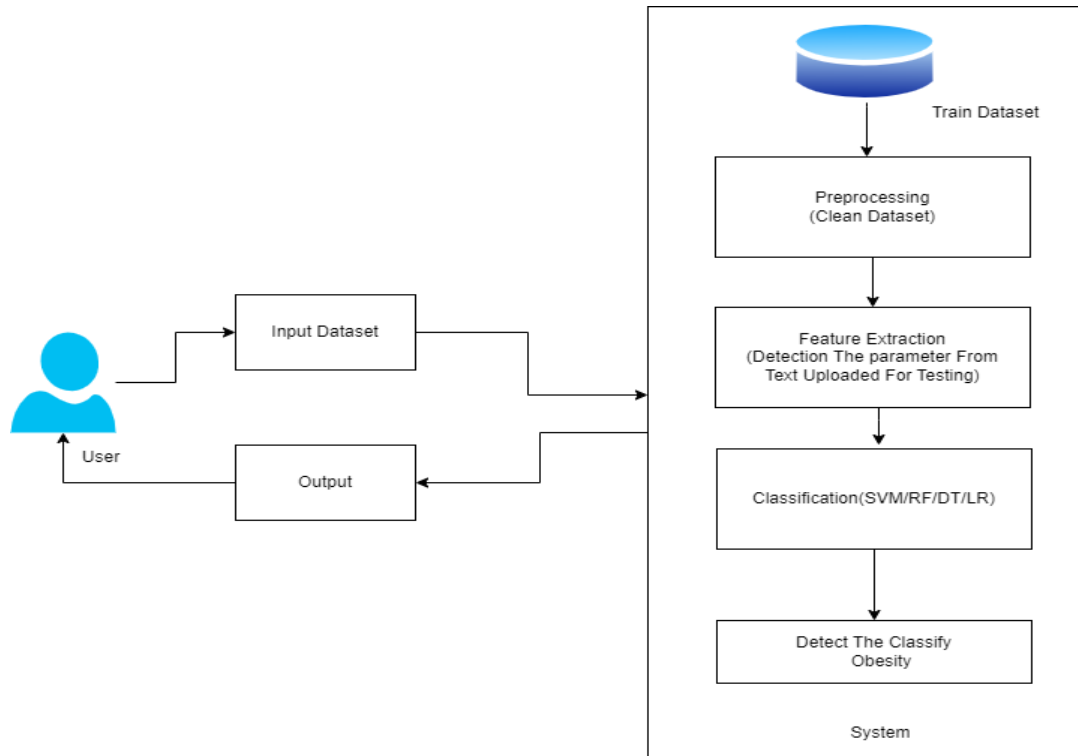 Train Dataset
Preprocessing
(Clean Dataset)
Feature Extraction
(Detection The parameter From
Text Uploaded For Testing)
Classification(SVM/RF/DT/LR)
Detect The Classify
Obesity
System
Input Dataset
User
Output